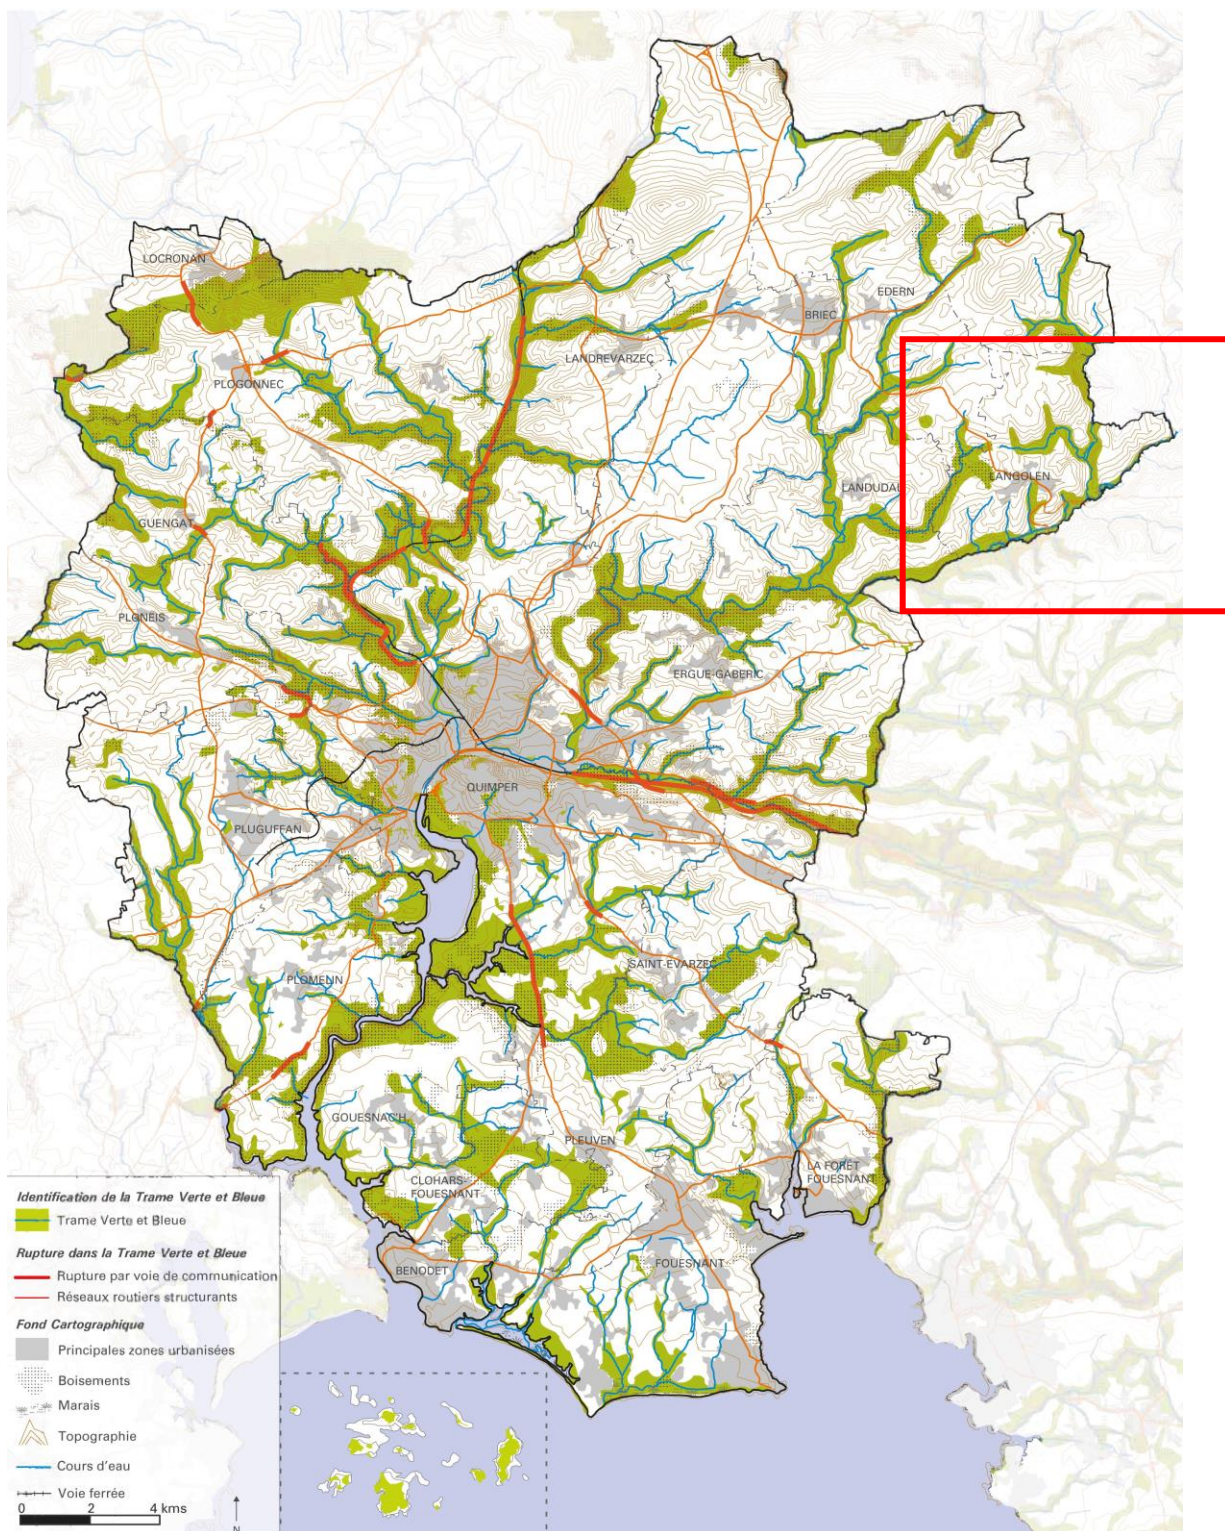 LOCRONAN
EDERN
BRIEC
LANDREVARZEC
PLOGONNEC
LANGOLEN
LANDUDAL
GUENGAT
PLONEIS
ERGUE-GABERIC
QUIMPER
PLUGUFFAN
SAINT-EVARZEC
PLOMELIN
GOUESNAC'H
PLEUVEN
LA FORET
FOUESNANT
CLOHARS-
FOUESNANT
BENODET
FOUESNANT
Identification de la Trame Verte et Bleue
Trame Verte et Bleue
Rupture dans la Trame Verte et Bleue
Rupture par voie de communication
Réseaux routiers structurants
Fond Cartographique
Principales zones urbanisées
Boisements
Marais
Topographie
Cours d'eau
Voie ferrée
0 2 4 kms
N